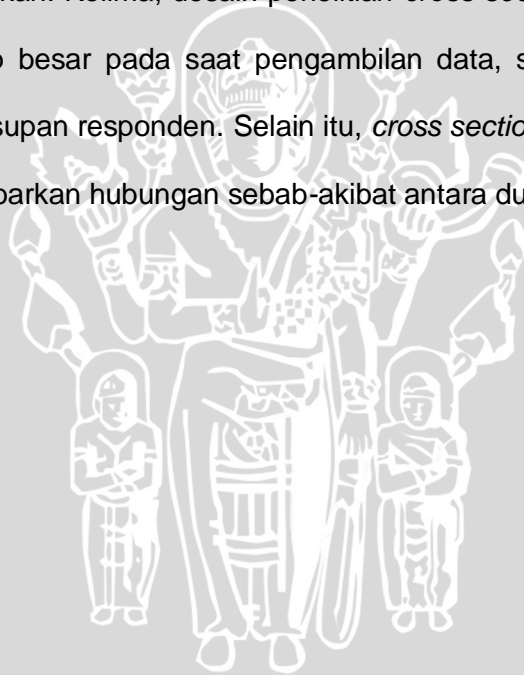 Kelima, desain penelitian cross
besar pada saat pengambilan data,
responden. Selain itu, cross
hubungan sebab-akibat antara